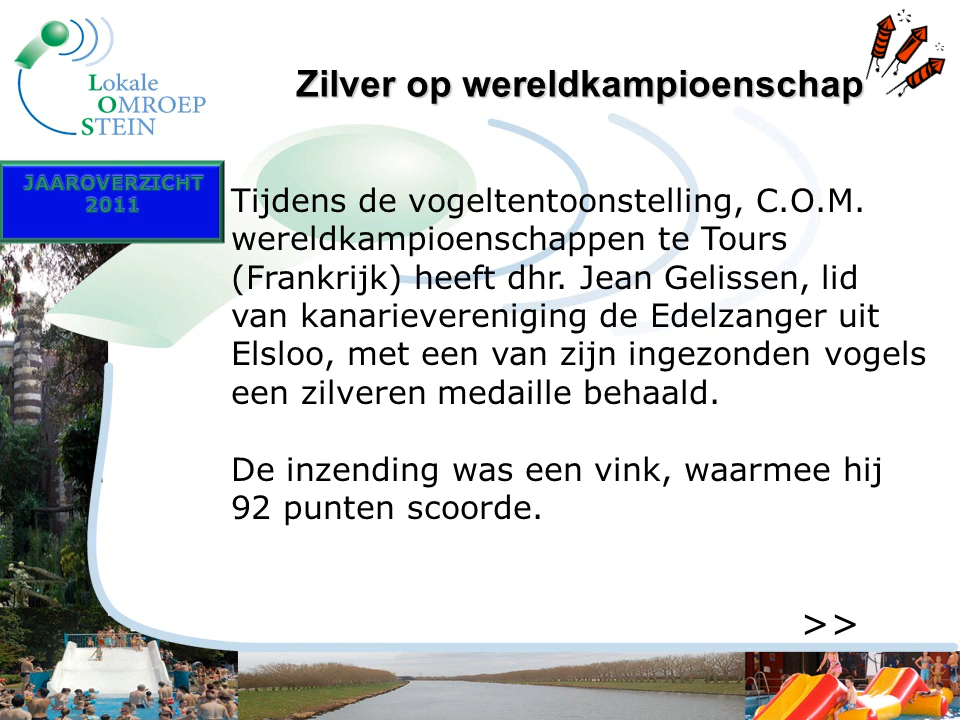 Lokale
OMROEP
STEIN
Zilver op wereldkampioenschap
JAAROVERZICHT
2011
Tijdens de vogeltentoonstelling, C.O.M.
wereldkampioenschappen te Tours
(Frankrijk) heeft dhr. Jean Gelissen, lid
van kanarievereniging de Edelzanger uit
Elsloo, met een van zijn ingezonden vogels
een zilveren medaille behaald.
De inzending was een vink, waarmee hij
92 punten scoorde.
>>